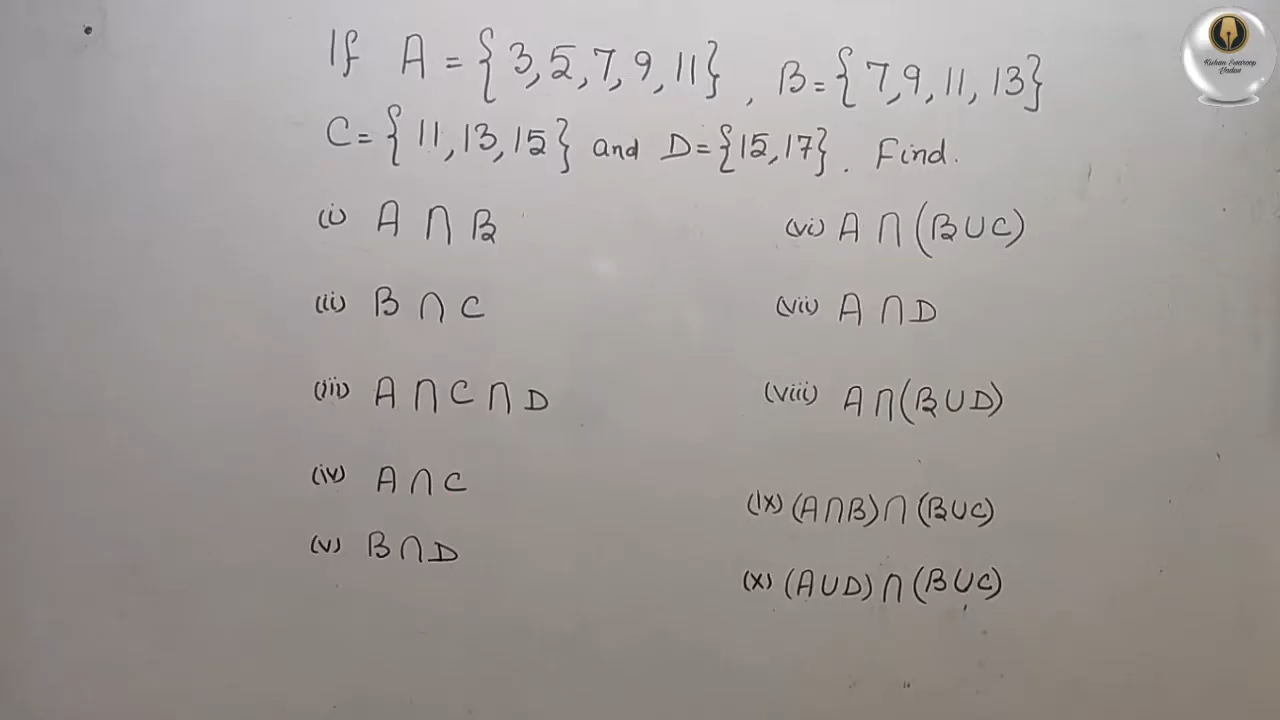 If A = {3, 5, 7, 9, 11}, B = {7, 9, 11, 13}
C = {11, 13, 15} and D = {15, 17}. Find.
(i) A ∩ B
(ii) B ∩ C
(iii) A ∩ C ∩ D
(iv) A ∩ C
(v) B ∩ D
(vi) A ∩ (B ∪ C)
(vii) A ∩ D
(viii) A ∩ (B ∪ D)
(ix) (A ∩ B) ∩ (B ∪ C)
(x) (A ∪ D) ∩ (B ∪ C)
Yadav